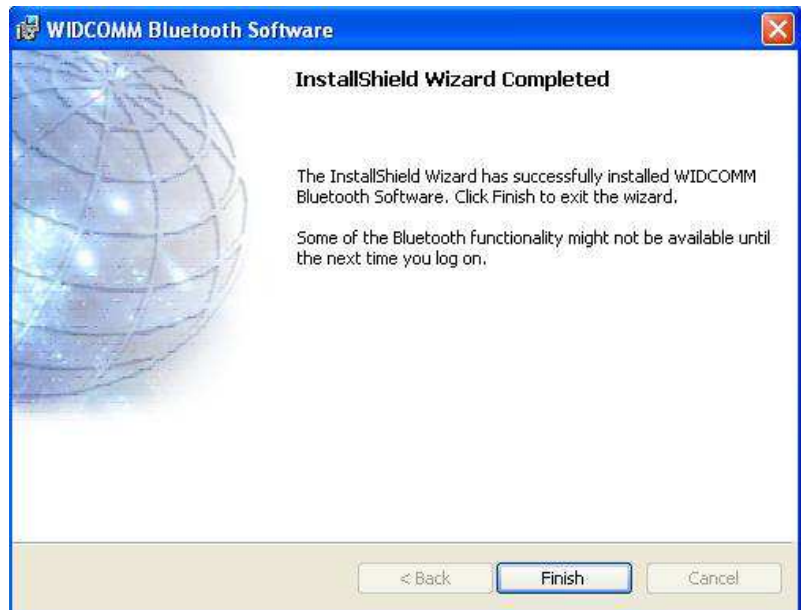 WIDCOMM Bluetooth Software
InstallShield Wizard Completed
The InstallShield Wizard has successfully installed WIDCOMM
Bluetooth Software. Click Finish to exit the wizard.
Some of the Bluetooth functionality might not be available until
the next time you log on.
< Back
Finish
Cancel